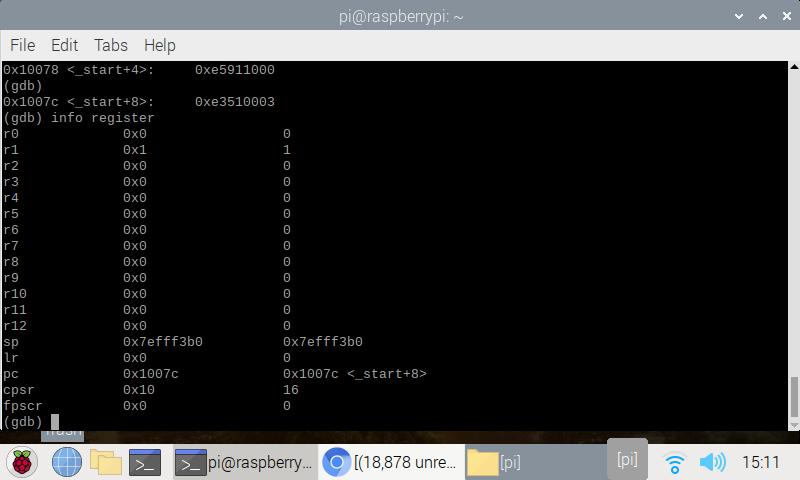 pi@raspberrypi: ~
File Edit Tabs Help
0x10078 <_start+4>: 0xe5911000
(gdb)
0x1007c <_start+8>: 0xe3510003
(gdb) info register
r0 0x0 0
r1 0x1 1
r2 0x0 0
r3 0x0 0
r4 0x0 0
r5 0x0 0
r6 0x0 0
r7 0x0 0
r8 0x0 0
r9 0x0 0
r10 0x0 0
r11 0x0 0
r12 0x0 0
sp 0x7efff3b0 0x7efff3b0
lr 0x0 0
pc 0x1007c 0x1007c <_start+8>
cpsr 0x10 16
fpscr 0x0 0
(gdb)
pi@raspberry... [(18,878 unre... [pi] [pi] 15:11